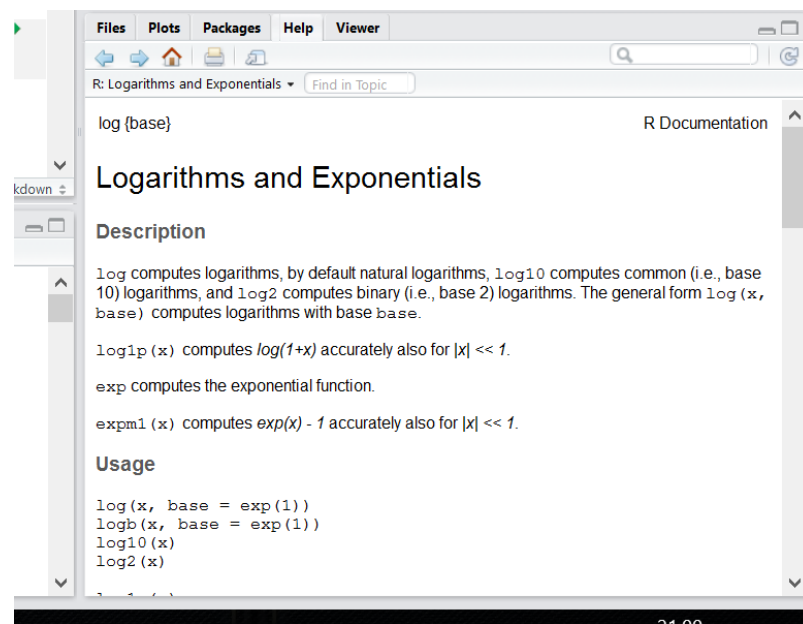 Files Plots Packages Help Viewer
R: Logarithms and Exponentials Find in Topic
log {base} R Documentation
Logarithms and Exponentials
kdown
Description
log computes logarithms, by default natural logarithms, log10 computes common (i.e., base
10) logarithms, and log2 computes binary (i.e., base 2) logarithms. The general form log(x,
base) computes logarithms with base base.
log1p(x) computes log(1+x) accurately also for |x| << 1.
exp computes the exponential function.
expm1(x) computes exp(x) - 1 accurately also for |x| << 1.
Usage
log(x, base = exp(1))
logb(x, base = exp(1))
log10(x)
log2(x)